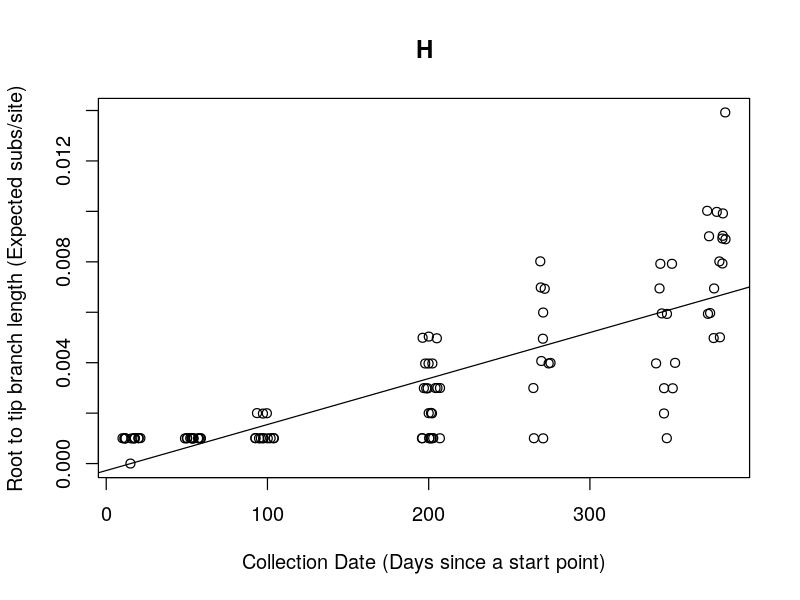 H
Root to tip branch length (Expected subs/site)
0.012
0.008
0.004
0.000
0 100 200 300
Collection Date (Days since a start point)